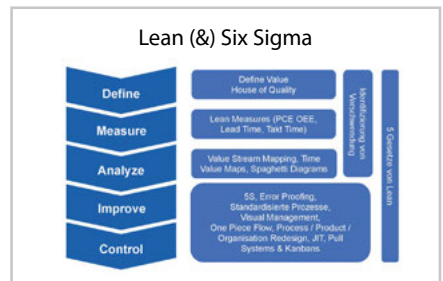 Lean (&) Six Sigma
Define
Define Value
House of Quality
Measure
Lean Measures (PCE OEE,
Lead Time, Takt Time)
Analyze
Value Stream Mapping, Time
Value Maps, Spaghetti Diagrams
Improve
5S, Error Proofing,
Standardisierte Prozesse,
Visual Management,
One Piece Flow, Process / Product /
Organisation Redesign, JIT, Pull
Systems & Kanbans
Control
Identifizierung von
Verschwendung
5 Gesetze von Lean